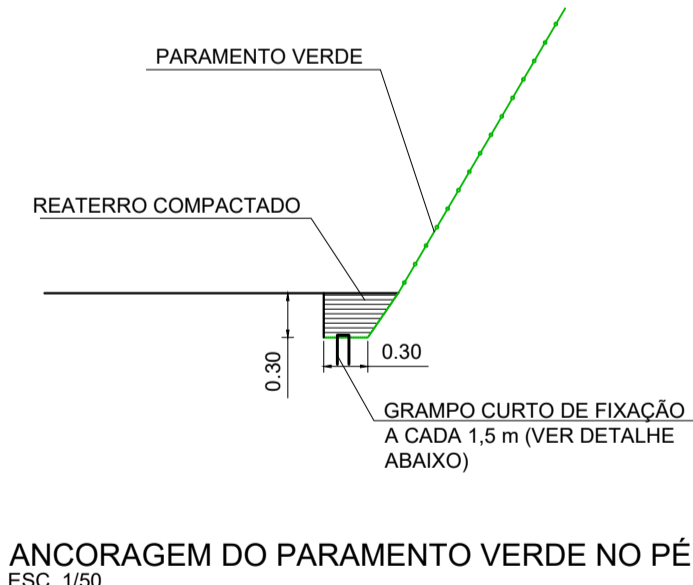 PARAMENTO VERDE
REATERRO COMPACTADO
0.30
0.30
GRAMPO CURTO DE FIXAÇÃO
A CADA 1,5 m (VER DETALHE
ABAIXO)
ANCORAGEM DO PARAMENTO VERDE NO PÉ
ESC. 1/50